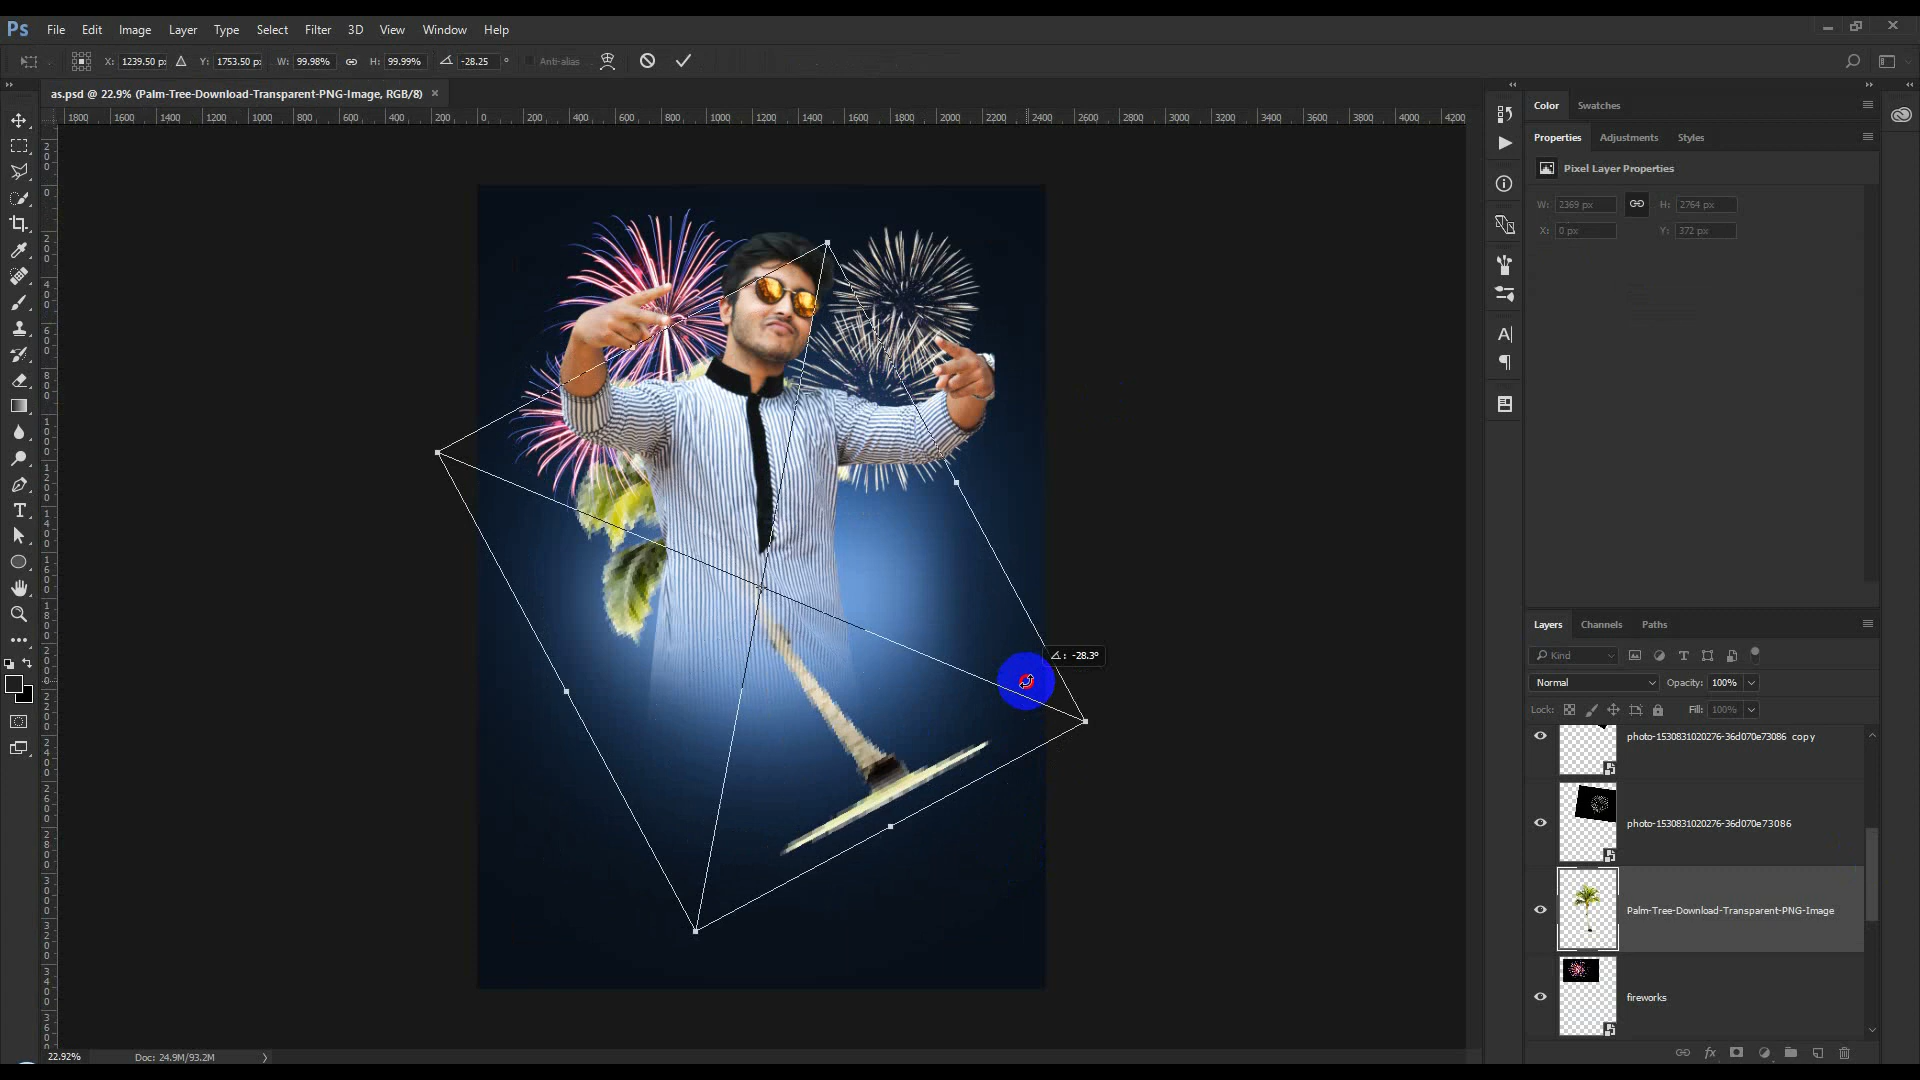 Ps File Edit Image Layer Type Select Filter 3D View Window Help
X: 1239.50 px Y: 1753.50 px W: 99.98% H: 99.99% -28.25 ° Anti-alias
as.psd @ 22.9% (Palm-Tree-Download-Transparent-PNG-Image, RGB/8) ×
1800 1600 1400 1200 1000 800 600 400 200 0 200 400 600 800 1000 1200 1400 1600 1800 2000 2200 2400 2600 2800 3000 3200 3400 3600 3800 4000 4200
Color Swatches
Properties Adjustments Styles
Pixel Layer Properties
W: 2369 px H: 2764 px
X: 0 px Y: 372 px
: -28.3°
Layers Channels Paths
Kind
Normal Opacity: 100%
Lock: Fill: 100%
photo-1530831020276-36d070e73086 copy
photo-1530831020276-36d070e73086
Palm-Tree-Download-Transparent-PNG-Image
fireworks
22.92% Doc: 24.9M/93.2M